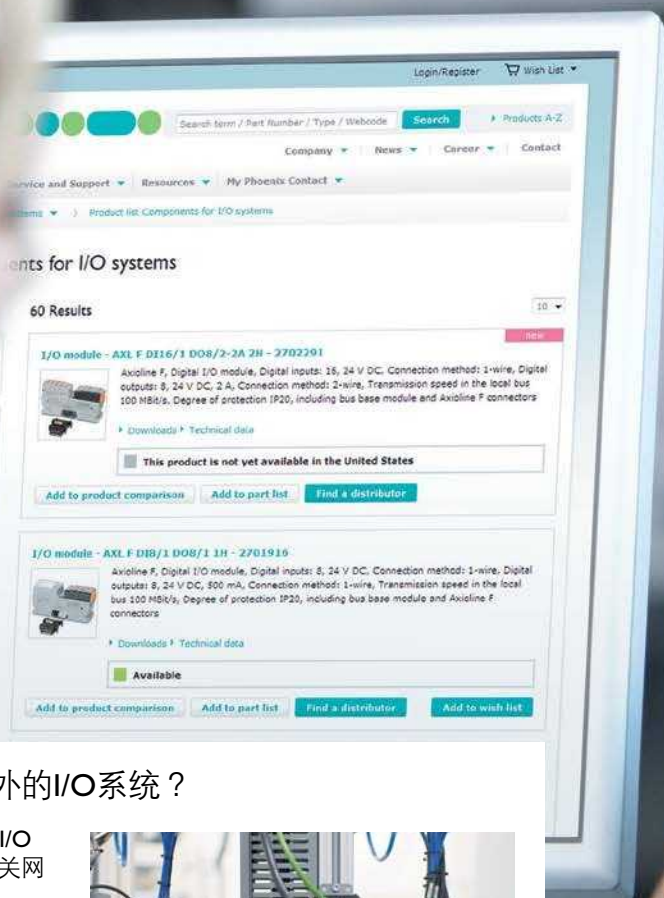 Login/Register Wish List
Search term / Part Number / Type / Webcode Search Products A-Z
Company News Career Contact
Service and Support Resources My Phoenix Contact
Product list Components for I/O systems
for I/O systems
60 Results
10
new
I/O module - AXL F DI16/1 DO8/2-2A 2H - 2702291
Axioline F, Digital I/O module, Digital inputs: 16, 24 V DC, Connection method: 1-wire, Digital
outputs: 8, 24 V DC, 2 A, Connection method: 2-wire, Transmission speed in the local bus
100 MBit/s, Degree of protection IP20, including bus base module and Axioline F connectors
Downloads Technical data
This product is not yet available in the United States
Add to product comparison Add to part list Find a distributor
I/O module - AXL F DI8/1 DO8/1 1H - 2701916
Axioline F, Digital I/O module, Digital inputs: 8, 24 V DC, Connection method: 1-wire, Digital
outputs: 8, 24 V DC, 500 mA, Connection method: 1-wire, Transmission speed in the local
bus 100 MBit/s, Degree of protection IP20, including bus base module and Axioline F
connectors
Downloads Technical data
Available
Add to product comparison Add to part list Find a distributor Add to wish list
外的I/O系统？
I/O
关网